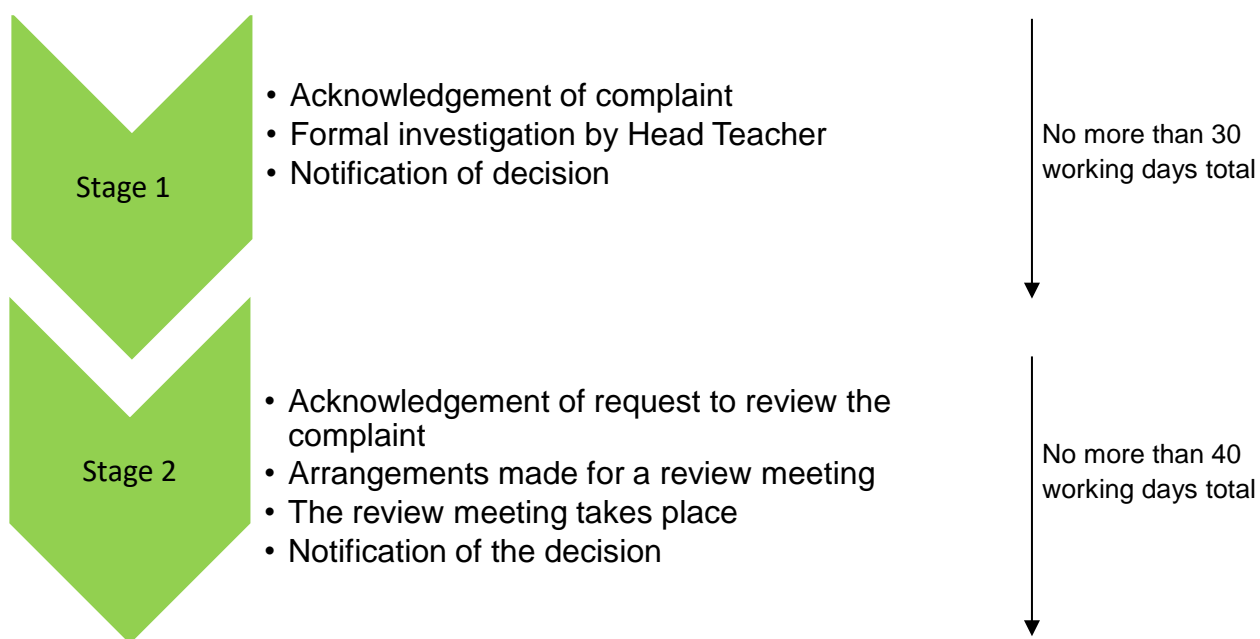 Stage 1
• Acknowledgement of complaint
• Formal investigation by Head Teacher
• Notification of decision
No more than 30
working days total
Stage 2
• Acknowledgement of request to review the
complaint
• Arrangements made for a review meeting
• The review meeting takes place
• Notification of the decision
No more than 40
working days total